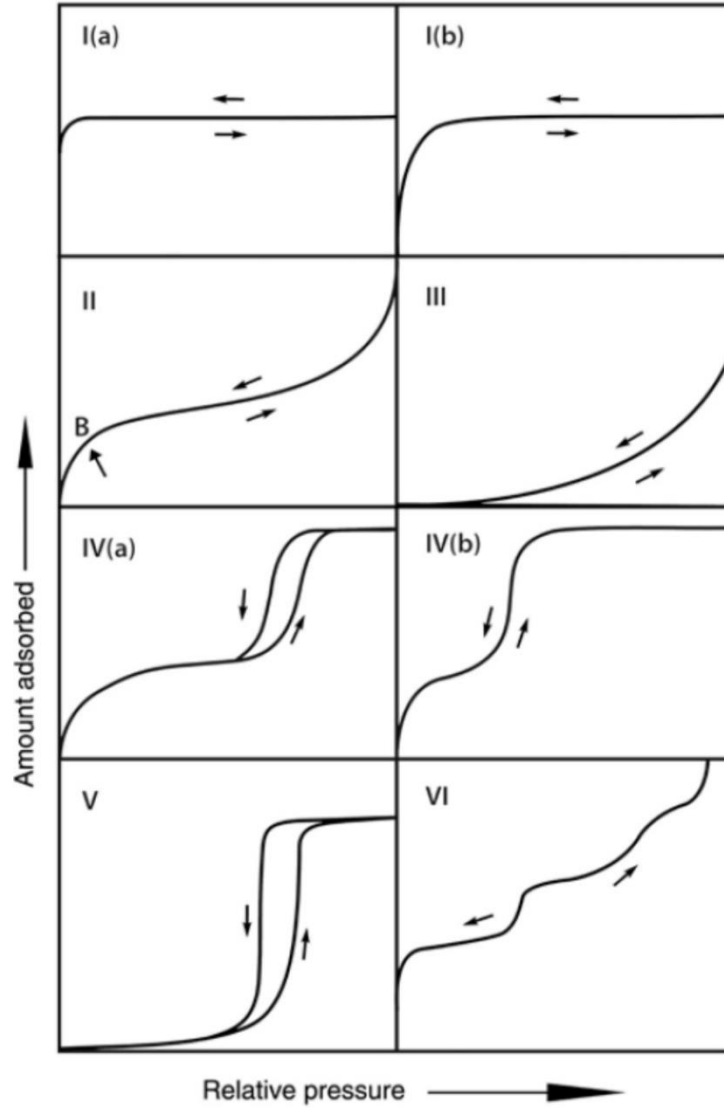 I(a)
I(b)
II
III
B
IV(a)
IV(b)
V
VI
Amount adsorbed
Relative pressure